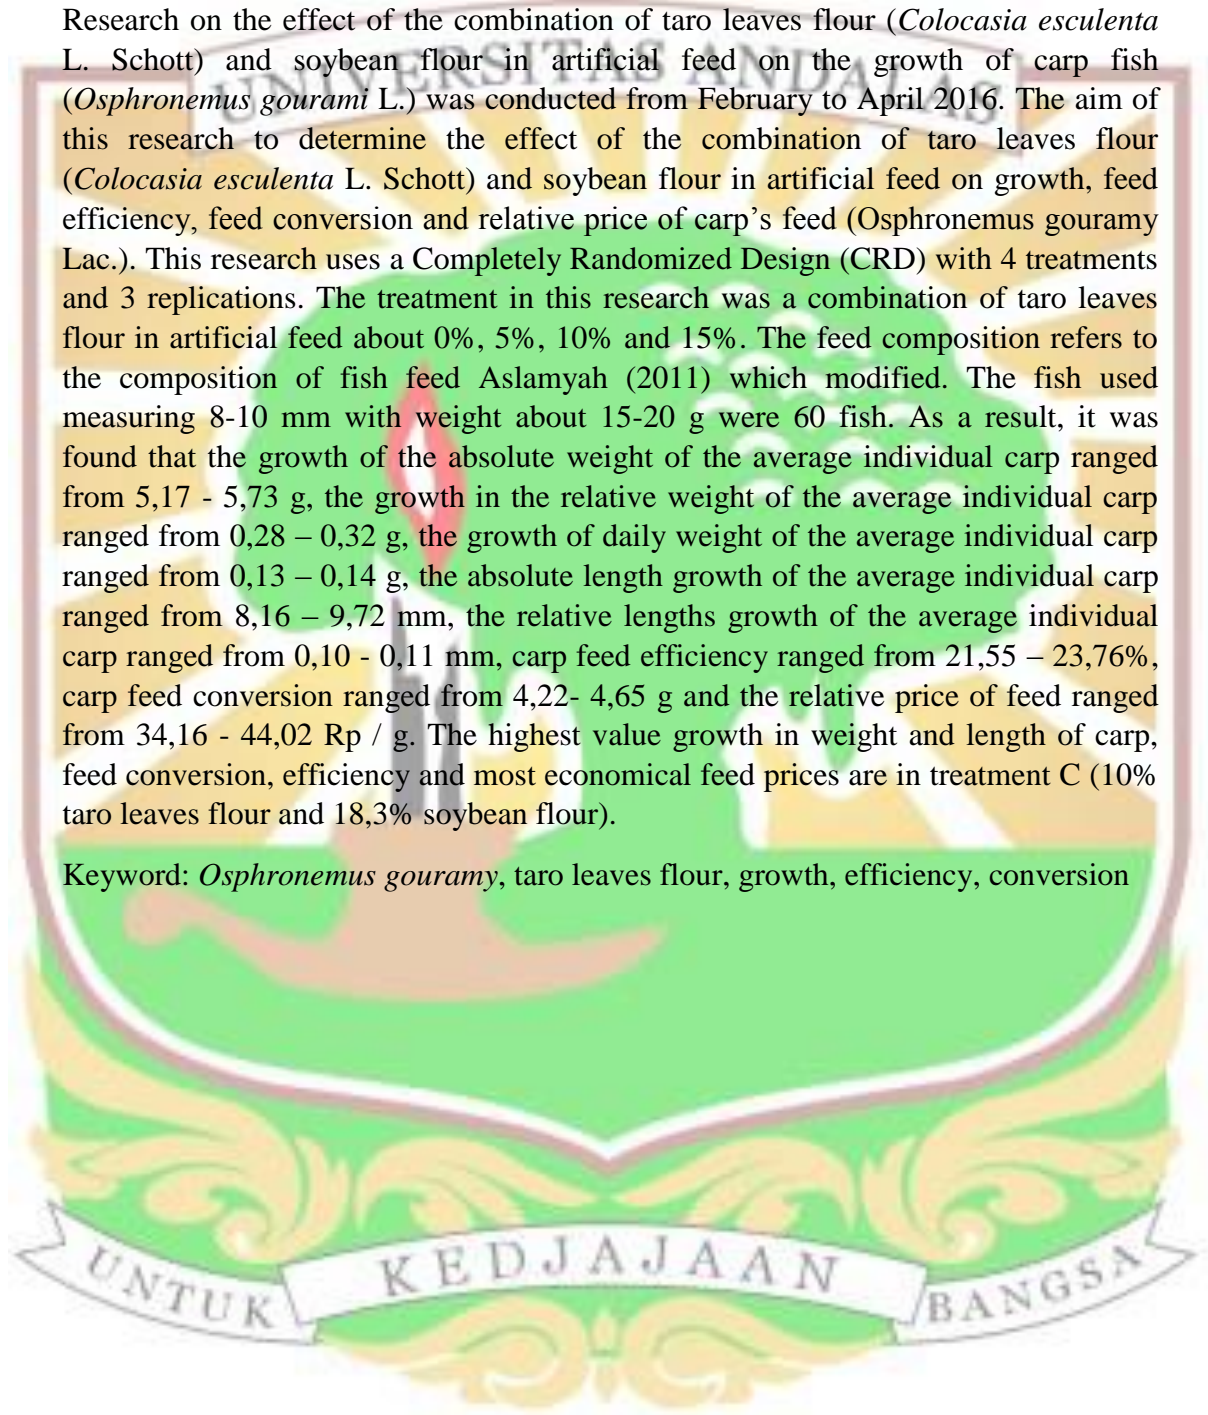 Research on the effect of the combination of taro leaves flour (Colocasia esculenta
L. Schott) and soybean flour in artificial feed on the growth of carp fish
UNIVERSITAS ANDALAS
(Osphronemus gourami L.) was conducted from February to April 2016. The aim of
this research to determine the effect of the combination of taro leaves flour
(Colocasia esculenta L. Schott) and soybean flour in artificial feed on growth, feed
efficiency, feed conversion and relative price of carp’s feed (Osphronemus gouramy
Lac.). This research uses a Completely Randomized Design (CRD) with 4 treatments
and 3 replications. The treatment in this research was a combination of taro leaves
flour in artificial feed about 0%, 5%, 10% and 15%. The feed composition refers to
the composition of fish feed Aslamyah (2011) which modified. The fish used
measuring 8-10 mm with weight about 15-20 g were 60 fish. As a result, it was
found that the growth of the absolute weight of the average individual carp ranged
from 5,17 - 5,73 g, the growth in the relative weight of the average individual carp
ranged from 0,28 – 0,32 g, the growth of daily weight of the average individual carp
ranged from 0,13 – 0,14 g, the absolute length growth of the average individual carp
ranged from 8,16 – 9,72 mm, the relative lengths growth of the average individual
carp ranged from 0,10 - 0,11 mm, carp feed efficiency ranged from 21,55 – 23,76%,
carp feed conversion ranged from 4,22- 4,65 g and the relative price of feed ranged
from 34,16 - 44,02 Rp / g. The highest value growth in weight and length of carp,
feed conversion, efficiency and most economical feed prices are in treatment C (10%
taro leaves flour and 18,3% soybean flour).
Keyword: Osphronemus gouramy, taro leaves flour, growth, efficiency, conversion
UNTUK KEDJAJAAN BANGSA